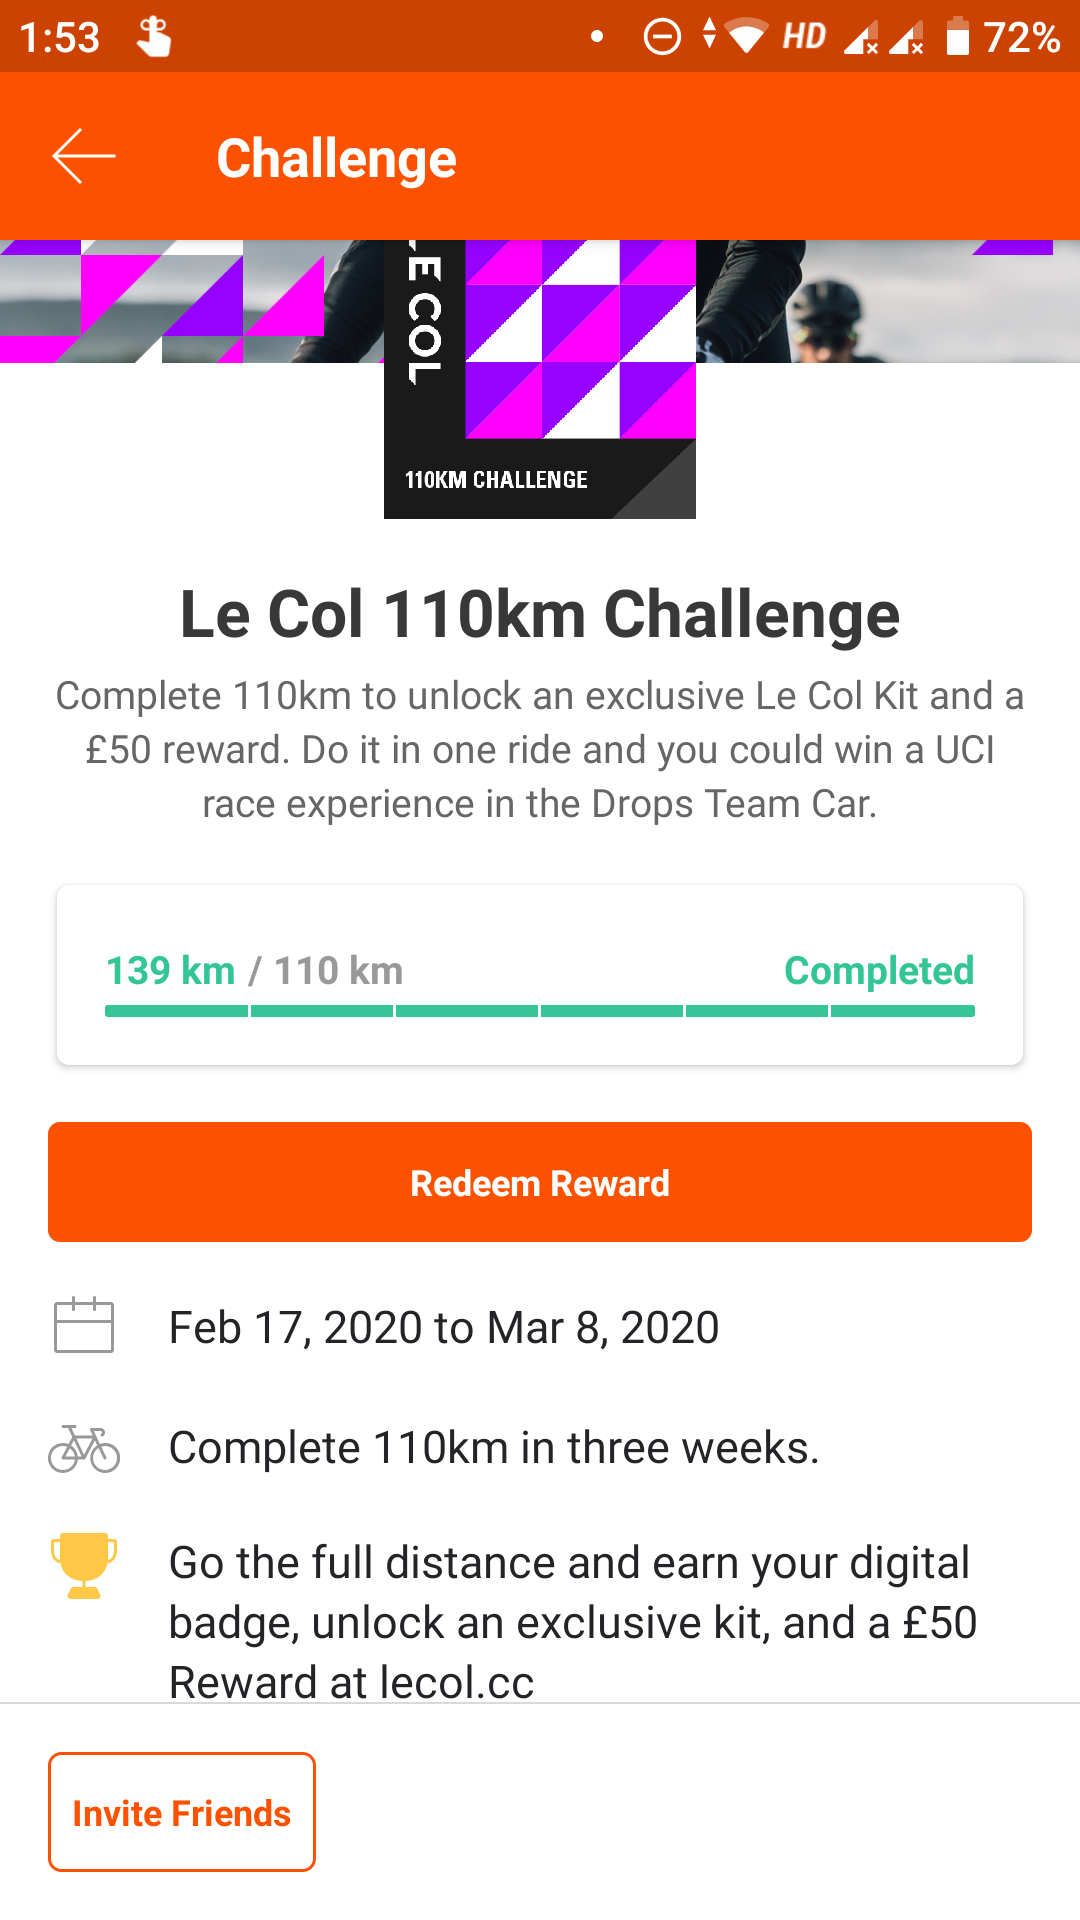 1:53
HD
72%
Challenge
LE COL
110KM CHALLENGE
Le Col 110km Challenge
Complete 110km to unlock an exclusive Le Col Kit and a
£50 reward. Do it in one ride and you could win a UCI
race experience in the Drops Team Car.
139 km / 110 km
Completed
Redeem Reward
Feb 17, 2020 to Mar 8, 2020
Complete 110km in three weeks.
Go the full distance and earn your digital
badge, unlock an exclusive kit, and a £50
Reward at lecol.cc
Invite Friends